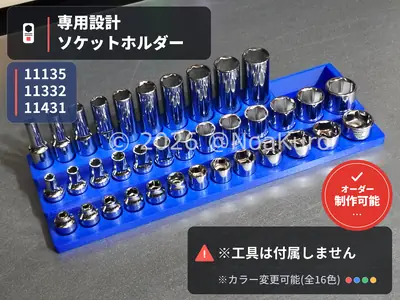 専用設計
ソケットホルダー
11135
11332
11431
© 2026 @NonKuro
オーダー
制作可能
...
※工具は付属しません
※カラー変更可能(全16色)